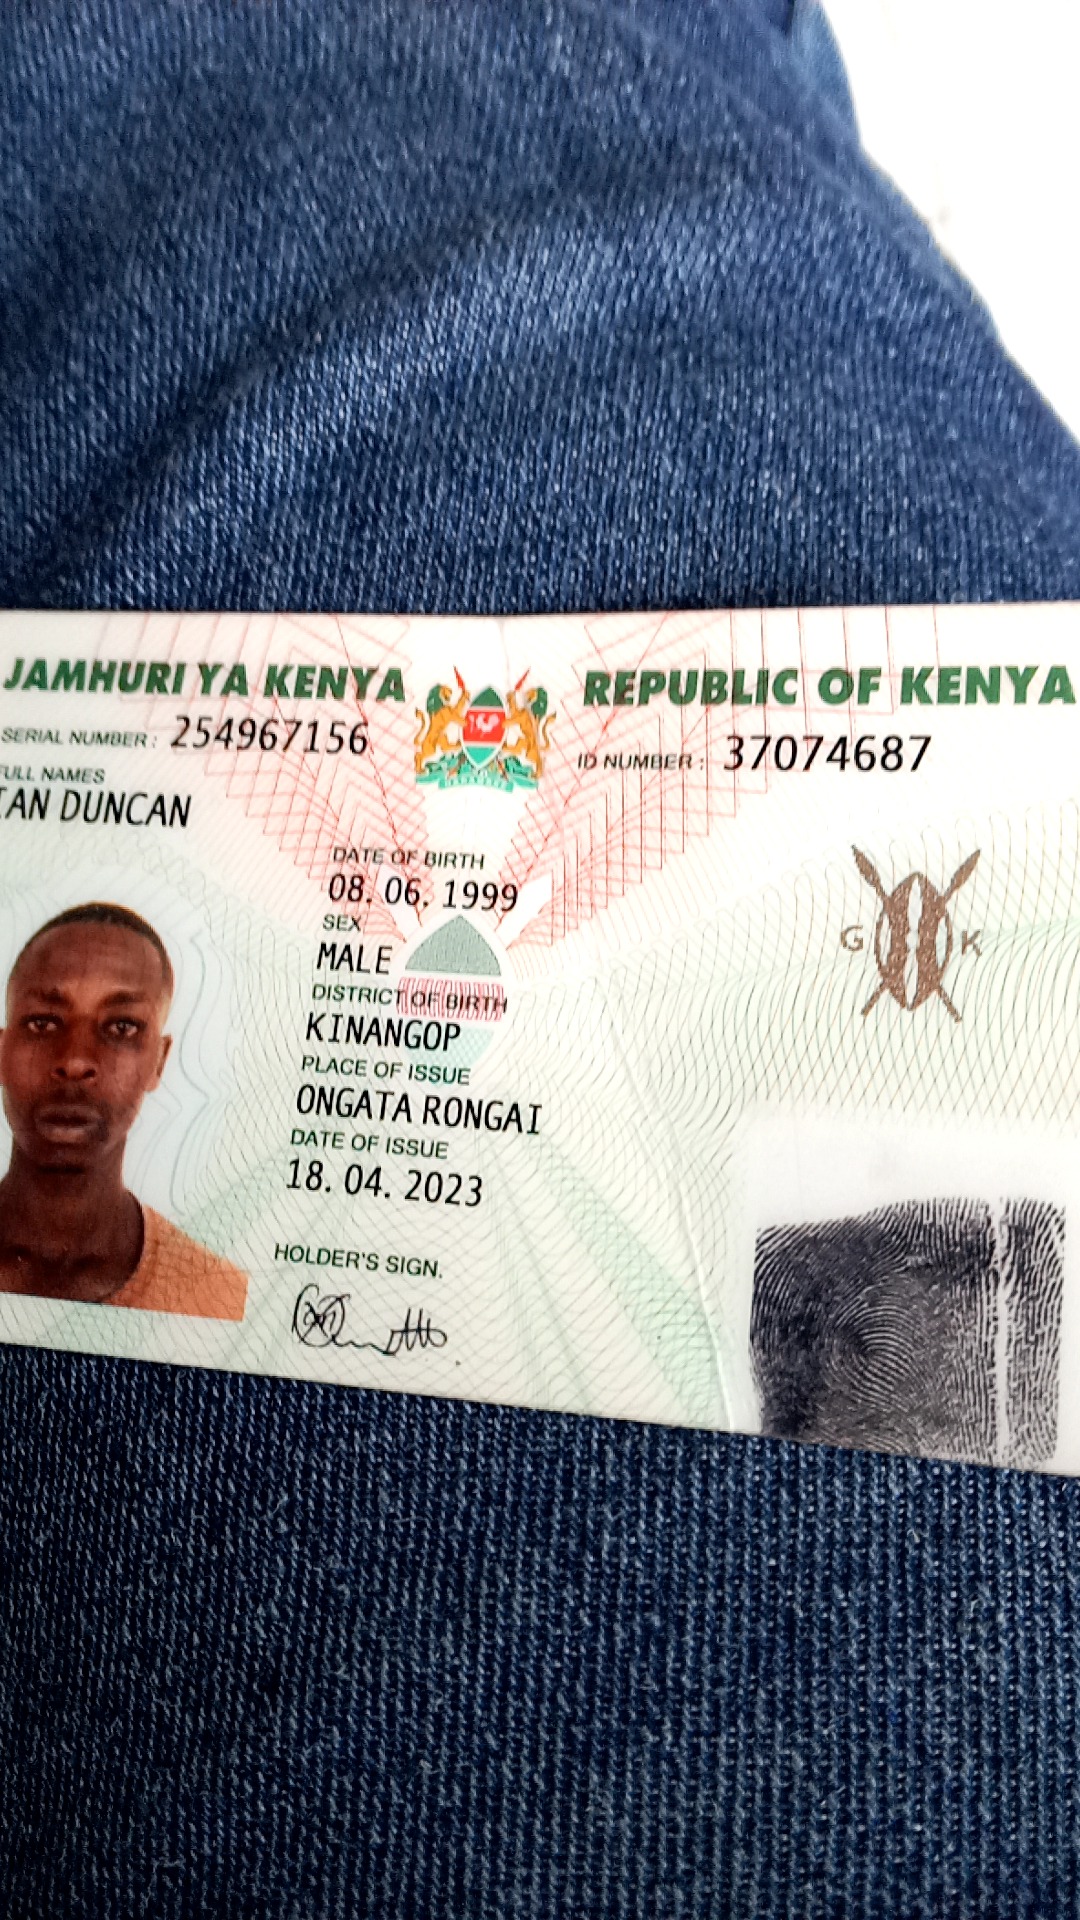 JAMHURI YA KENYA REPUBLIC OF KENYA
SERIAL NUMBER: 254967156 ID NUMBER: 37074687
FULL NAMES
IAN DUNCAN
DATE OF BIRTH
08. 06. 1999
SEX
MALE
G K
DISTRICT OF BIRTH
KINANGOP
PLACE OF ISSUE
ONGATA RONGAI
DATE OF ISSUE
18. 04. 2023
HOLDER'S SIGN.